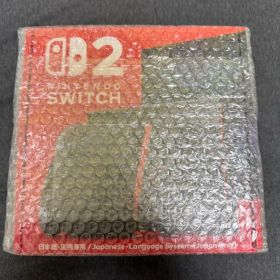 2
NINTENDO
SWITCH
日本語・国内専用 / Japanese-Language System (Japan Only)